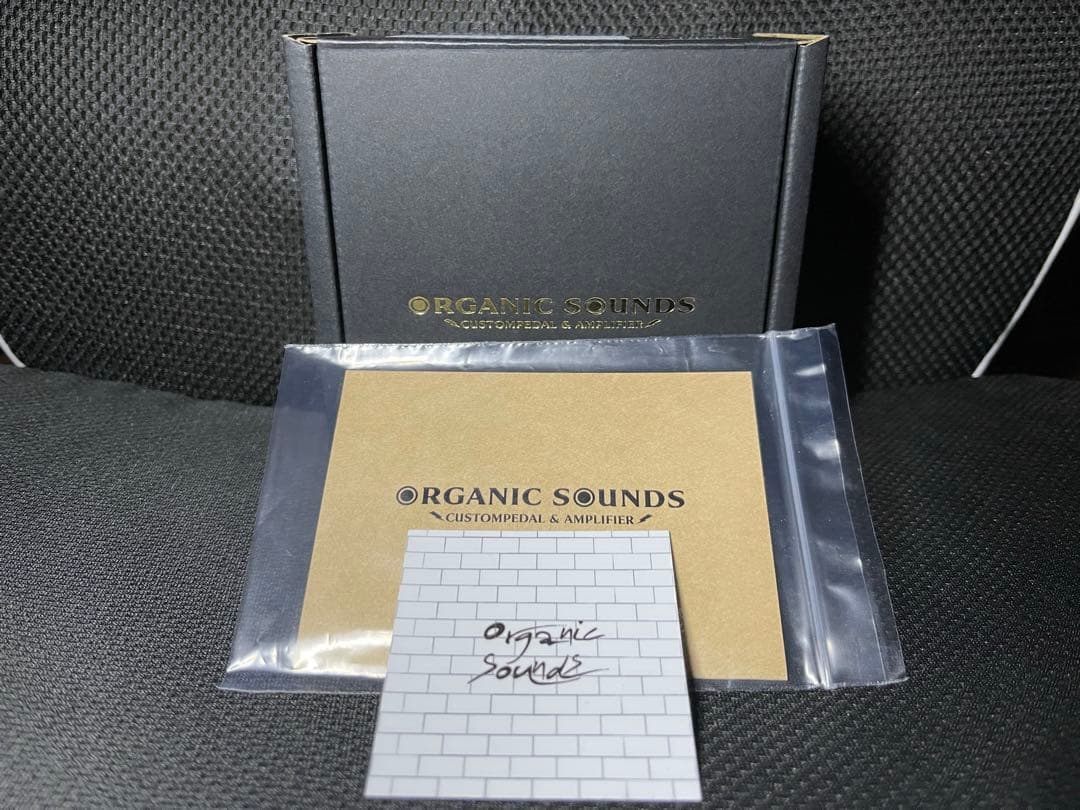 ORGANIC SOUNDS
CUSTOMPEDAL & AMPLIFIER
ORGANIC SOUNDS
CUSTOMPEDAL & AMPLIFIER
Organic
Sounds